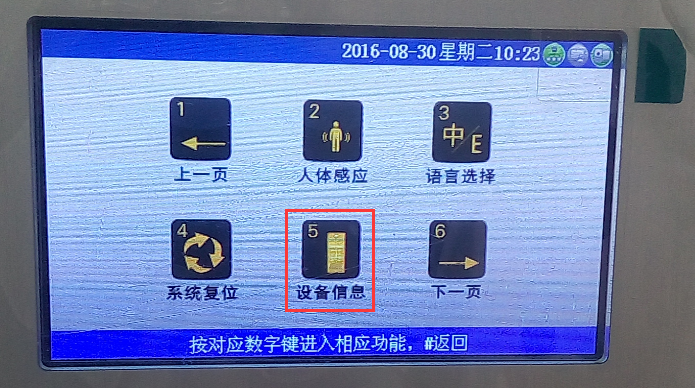 2016-08-30 星期二10:23
1
2
3
中/E
上一页
人体感应
语言选择
4
5
6
系统复位
设备信息
下一页
按对应数字键进入相应功能，#返回